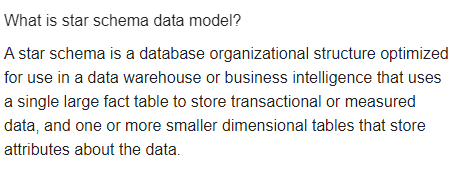 What is star schema data model?
A star schema is a database organizational structure optimized
for use in a data warehouse or business intelligence that uses
a single large fact table to store transactional or measured
data, and one or more smaller dimensional tables that store
attributes about the data.